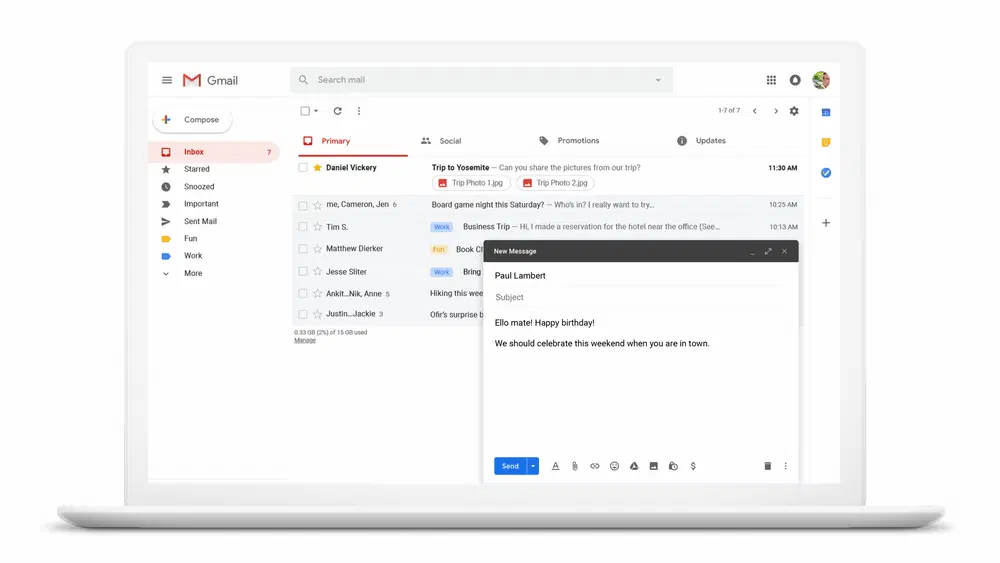 Gmail
Search mail
Compose
1-7 of 7
Primary
Social
Promotions
Updates
Inbox 7
Starred
Snoozed
Important
Sent Mail
Fun
Work
More
Daniel Vickery Trip to Yosemite — Can you share the pictures from our trip? 11:30 AM
Trip Photo 1.jpg Trip Photo 2.jpg
me, Cameron, Jen 6 Board game night this Saturday? — Who's in? I really want to try... 10:25 AM
Tim S. Work Business Trip — Hi, I made a reservation for the hotel near the office (See... 10:13 AM
Matthew Dierker Fun Book Cl
Jesse Sliter Work Bring
Ankit...Nik, Anne 5 Hiking this wee
Justin...Jackie 3 Ofir's surprise b
0.33 GB (2%) of 15 GB used
Manage
New Message
Paul Lambert
Subject
Ello mate! Happy birthday!
We should celebrate this weekend when you are in town.
Send